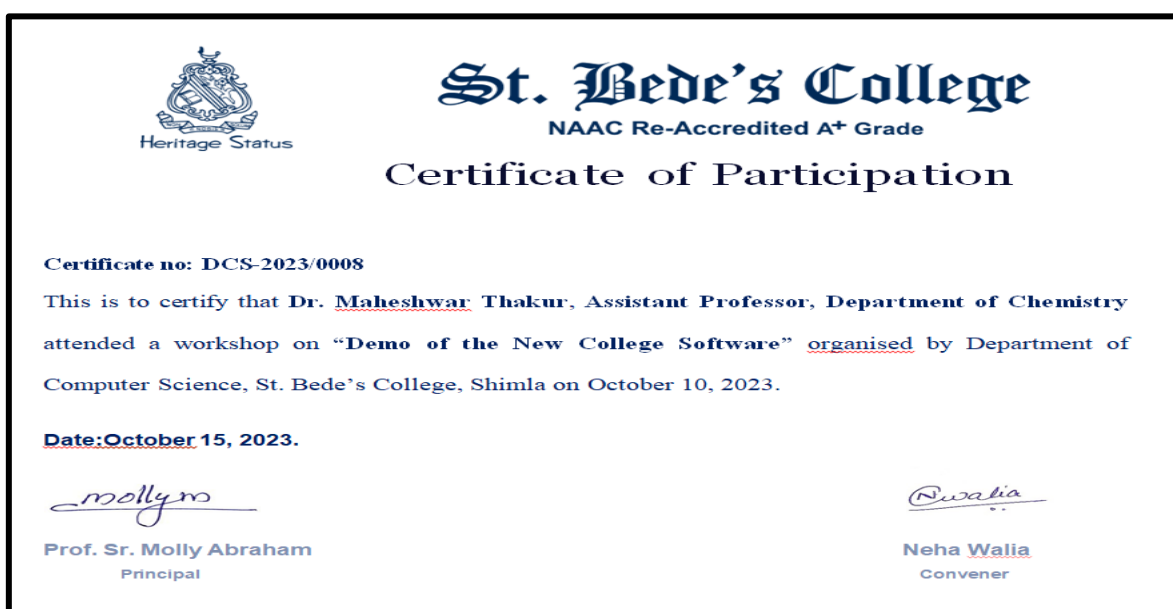 St. Bede's College
NAAC Re-Accredited A+ Grade
Heritage Status
Certificate of Participation
Certificate no: DCS-2023/0008
This is to certify that Dr. Maheshwar Thakur, Assistant Professor, Department of Chemistry
attended a workshop on “Demo of the New College Software” organised by Department of
Computer Science, St. Bede’s College, Shimla on October 10, 2023.
Date:October 15, 2023.
mollym
Nwalia
Prof. Sr. Molly Abraham
Neha Walia
Principal
Convener